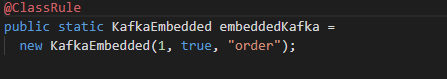 @ClassRule
public static KafkaEmbedded embeddedKafka =
new KafkaEmbedded(1, true, "order");